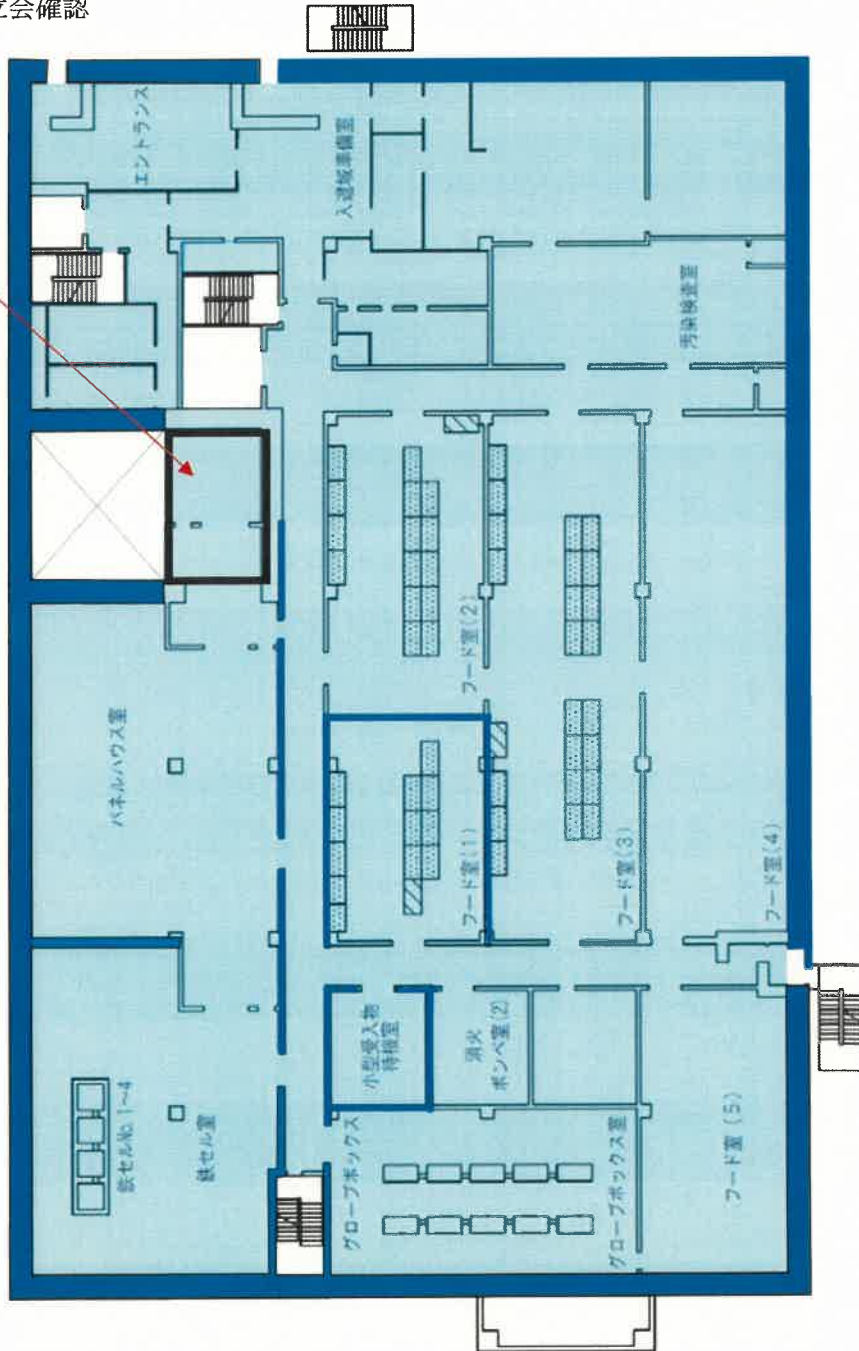 立会確認
エントランス
入退域準備室
汚染検査室
パネルハウス室
フード室(2)
フード室(1)
フード室(3)
フード室(4)
鉄セルNo. 1～4
鉄セル室
小型受入物
待機室
消火
ボンベ室(2)
グローブボックス
グローブボックス室
フード室 (5)